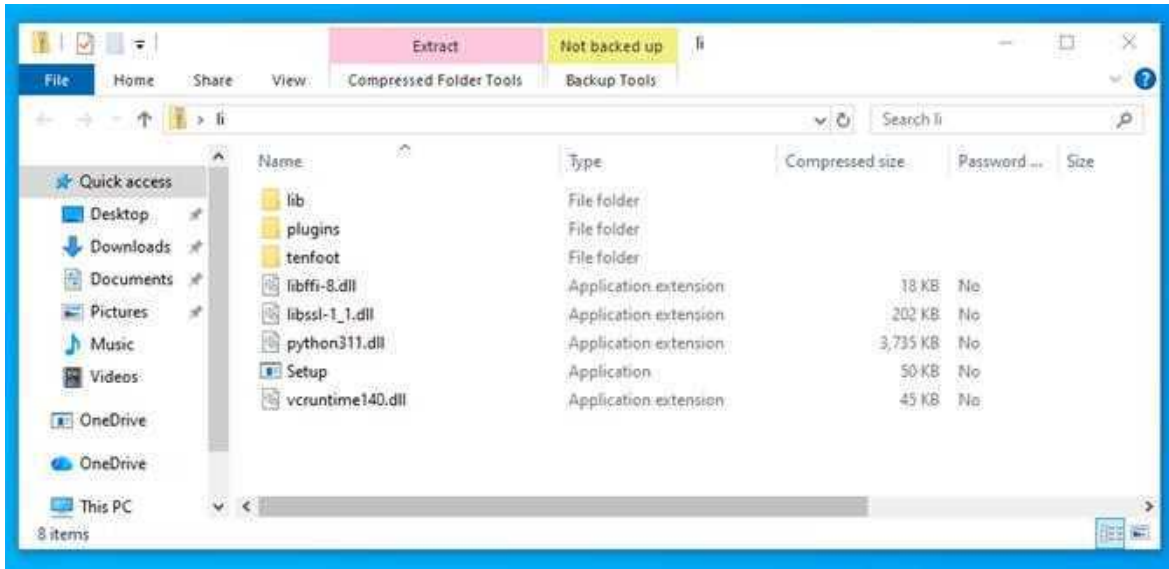 Extract Not backed up li
File Home Share View Compressed Folder Tools Backup Tools
li Search li
Name Type Compressed size Password ... Size
Quick access
Desktop
Downloads
Documents
Pictures
Music
Videos
OneDrive
OneDrive
This PC
lib File folder
plugins File folder
tenfoot File folder
libffi-8.dll Application extension 18 KB No
libssl-1_1.dll Application extension 202 KB No
python311.dll Application extension 3,735 KB No
Setup Application 50 KB No
vcruntime140.dll Application extension 45 KB No
8 items